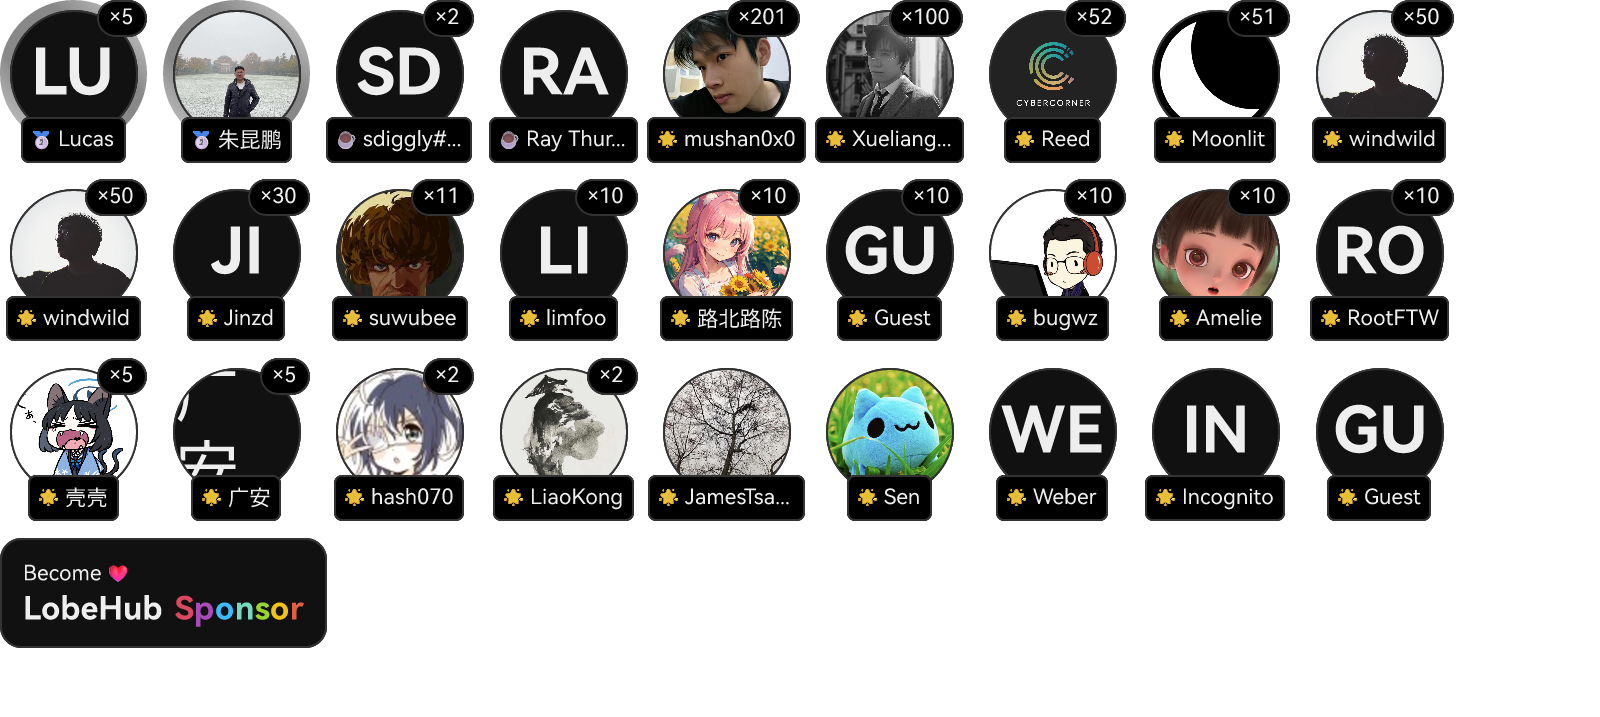 ×5
LU
Lucas
朱昆鹏
×2
SD
sdiggly#...
RA
Ray Thur...
×201
mushan0x0
×100
Xueliang...
×52
CYBERCORNER
Reed
×51
Moonlit
×50
windwild
×50
windwild
×30
JI
Jinzd
×11
suwubee
×10
LI
limfoo
×10
路北路陈
×10
GU
Guest
×10
bugwz
×10
Amelie
×10
RO
RootFTW
×5
壳壳
×5
安
广安
×2
hash070
×2
LiaoKong
JamesTsa...
Sen
WE
Weber
IN
Incognito
GU
Guest
Become
LobeHub Sponsor